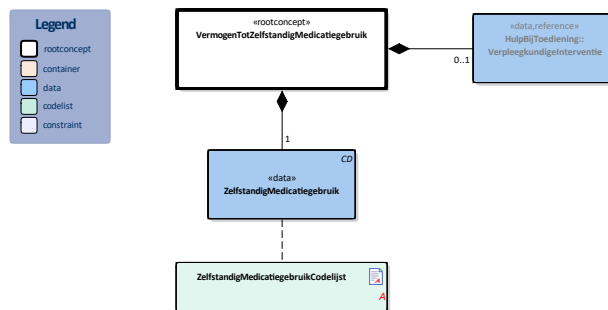 Legend
rootconcept
container
data
codelist
constraint
«rootconcept»
VermogenTotZelfstandigMedicatiegebruik
«data,reference»
HulpBijToediening::
VerpleegkundigeInterventie
0..1
1
CD
«data»
ZelfstandigMedicatiegebruik
ZelfstandigMedicatiegebruikCodelijst
A